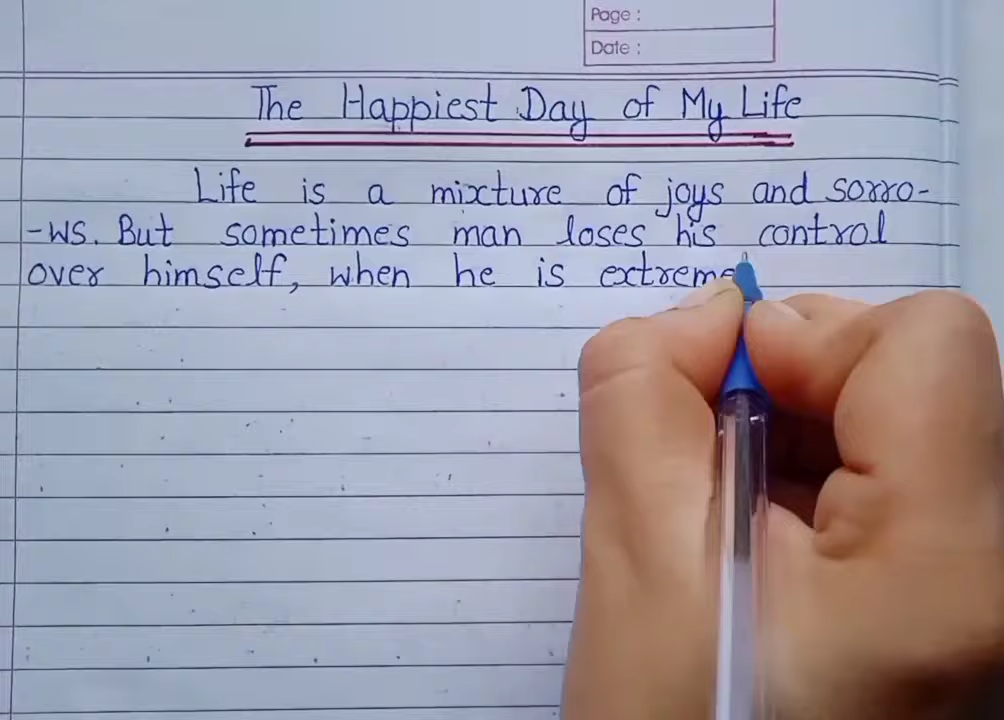 Page :
Date :
The Happiest Day of My Life
Life is a mixture of joys and sorro-
-ws. But sometimes man loses his control
over himself, when he is extreme